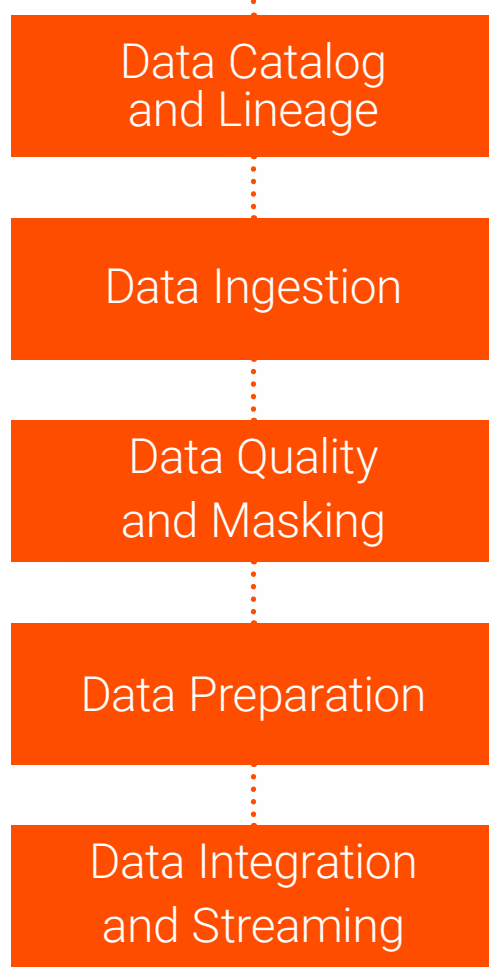 Data Catalog
and Lineage
Data Ingestion
Data Quality
and Masking
Data Preparation
Data Integration
and Streaming